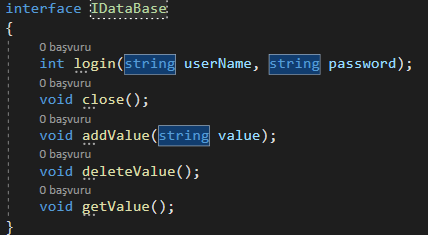 interface IDataBase
{
0 başvuru
int login(string userName, string password);
0 başvuru
void close();
0 başvuru
void addValue(string value);
0 başvuru
void deleteValue();
0 başvuru
void getValue();
}